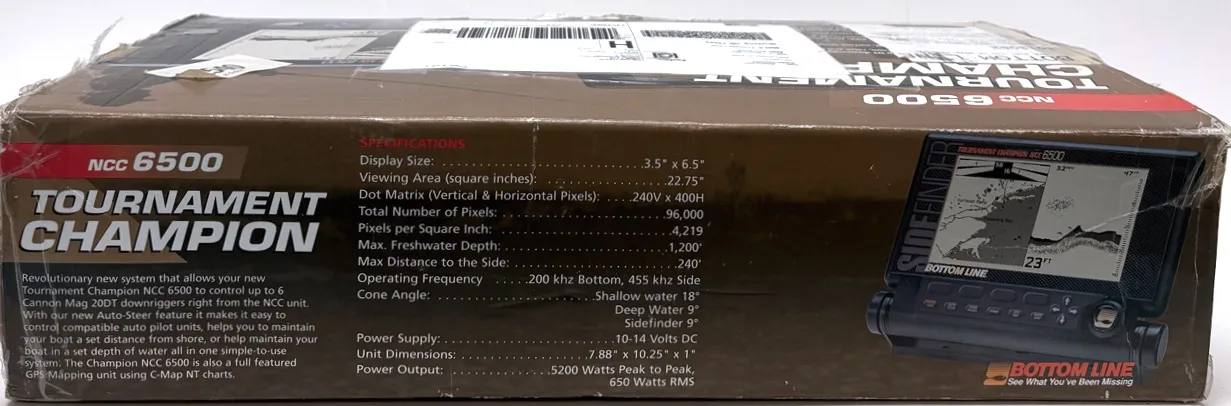 H
TOURNAMENT
CHAMP
NCC 6500
NCC 6500
TOURNAMENT
CHAMPION
Revolutionary new system that allows your new
Tournament Champion NCC 6500 to control up to 6
Cannon Mag 20DT downriggers right from the NCC unit.
With our new Auto-Steer feature it makes it easy to
control compatible auto pilot units, helps you to maintain
your boat a set distance from shore, or help maintain your
boat in a set depth of water all in one simple-to-use
system. The Champion NCC 6500 is also a full featured
GPS Mapping unit using C-Map NT charts.
SPECIFICATIONS
Display Size: . . . . . . . . . . . . . . . . . . . . . . . . . . .3.5" x 6.5"
Viewing Area (square inches): . . . . . . . . . . . . . . .22.75"
Dot Matrix (Vertical & Horizontal Pixels): . . . .240V x 400H
Total Number of Pixels: . . . . . . . . . . . . . . . . . . . .96,000
Pixels per Square Inch: . . . . . . . . . . . . . . . . . . . . .4,219
Max. Freshwater Depth: . . . . . . . . . . . . . . . . . . . .1,200'
Max Distance to the Side: . . . . . . . . . . . . . . . . . . . .240'
Operating Frequency . . . . .200 khz Bottom, 455 khz Side
Cone Angle: . . . . . . . . . . . . . . . . . . .Shallow water 18°
Deep Water 9°
Sidefinder 9°
Power Supply: . . . . . . . . . . . . . . . . . . . . .10-14 Volts DC
Unit Dimensions: . . . . . . . . . . . . . .7.88" x 10.25" x 1"
Power Output: . . . . . . . . . . . . .5200 Watts Peak to Peak,
650 Watts RMS
TOURNAMENT CHAMPION NCC 6500
SIDEFINDER
23 FT
BOTTOM LINE
BOTTOM LINE
See What You've Been Missing